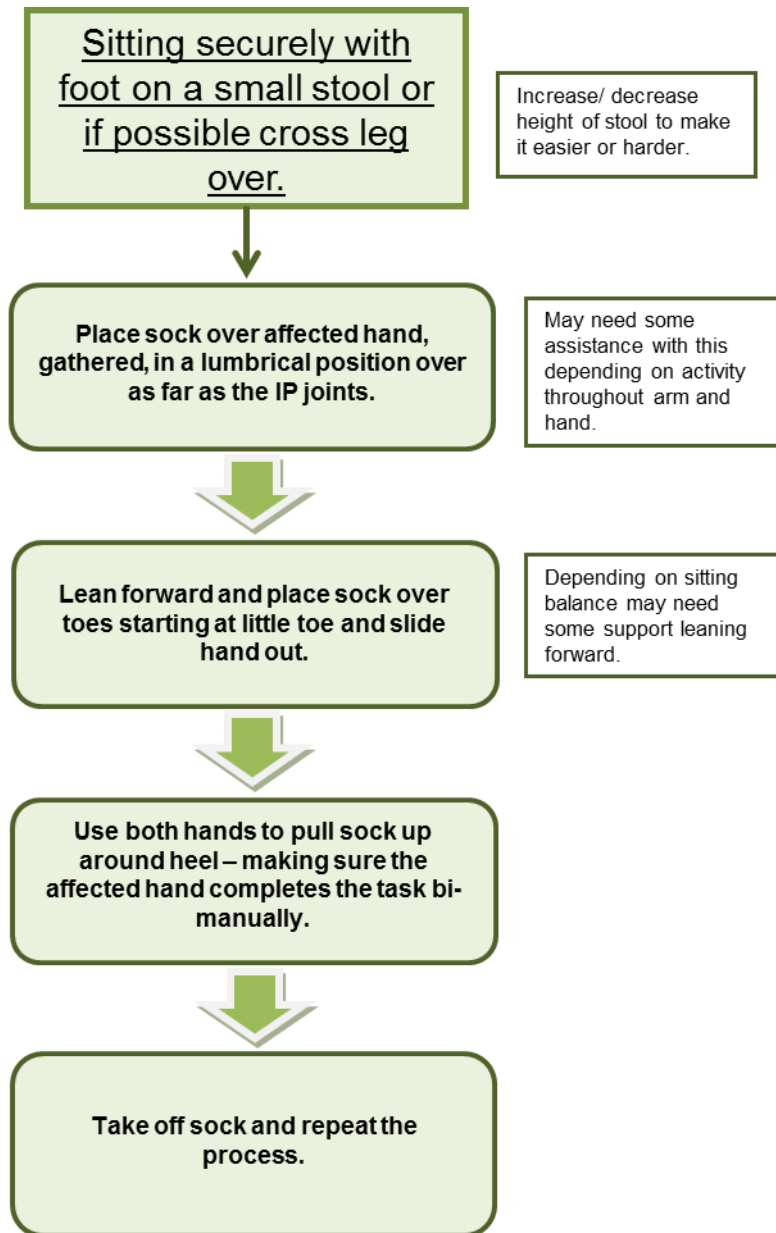 Sitting securely with
foot on a small stool or
if possible cross leg
over.
Increase/ decrease
height of stool to make
it easier or harder.
Place sock over affected hand,
gathered, in a lumbrical position over
as far as the IP joints.
May need some
assistance with this
depending on activity
throughout arm and
hand.
Lean forward and place sock over
toes starting at little toe and slide
hand out.
Depending on sitting
balance may need
some support leaning
forward.
Use both hands to pull sock up
around heel – making sure the
affected hand completes the task bi-
manually.
Take off sock and repeat the
process.